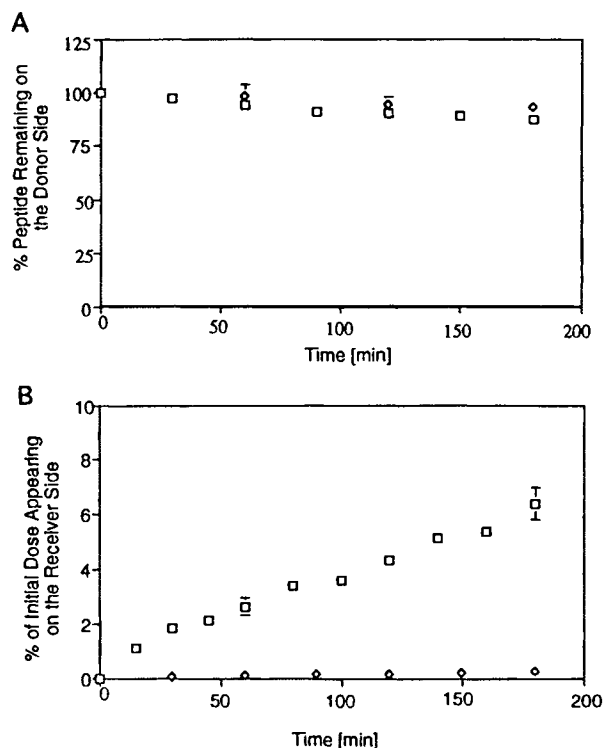 A
125
100
75
50
25
0
% Peptide Remaining on
the Donor Side
0 50 100 150 200
Time [min]
B
10
8
6
4
2
0
% of Initial Dose Appearing
on the Receiver Side
0 50 100 150 200
Time [min]